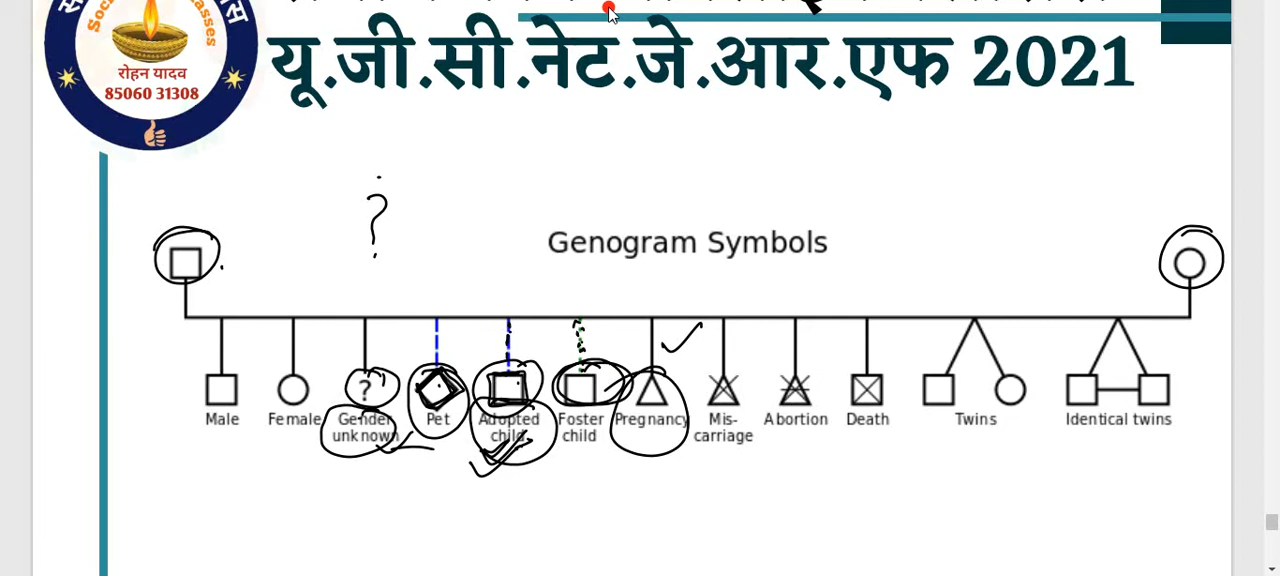 रोहन यादव
85060 31308
यू.जी.सी.नेट.जे.आर.एफ 2021
?
Genogram Symbols
?
Male
Female
Gender unknown
Pet
Adopted child
Foster child
Pregnancy
Mis-carriage
Abortion
Death
Twins
Identical twins